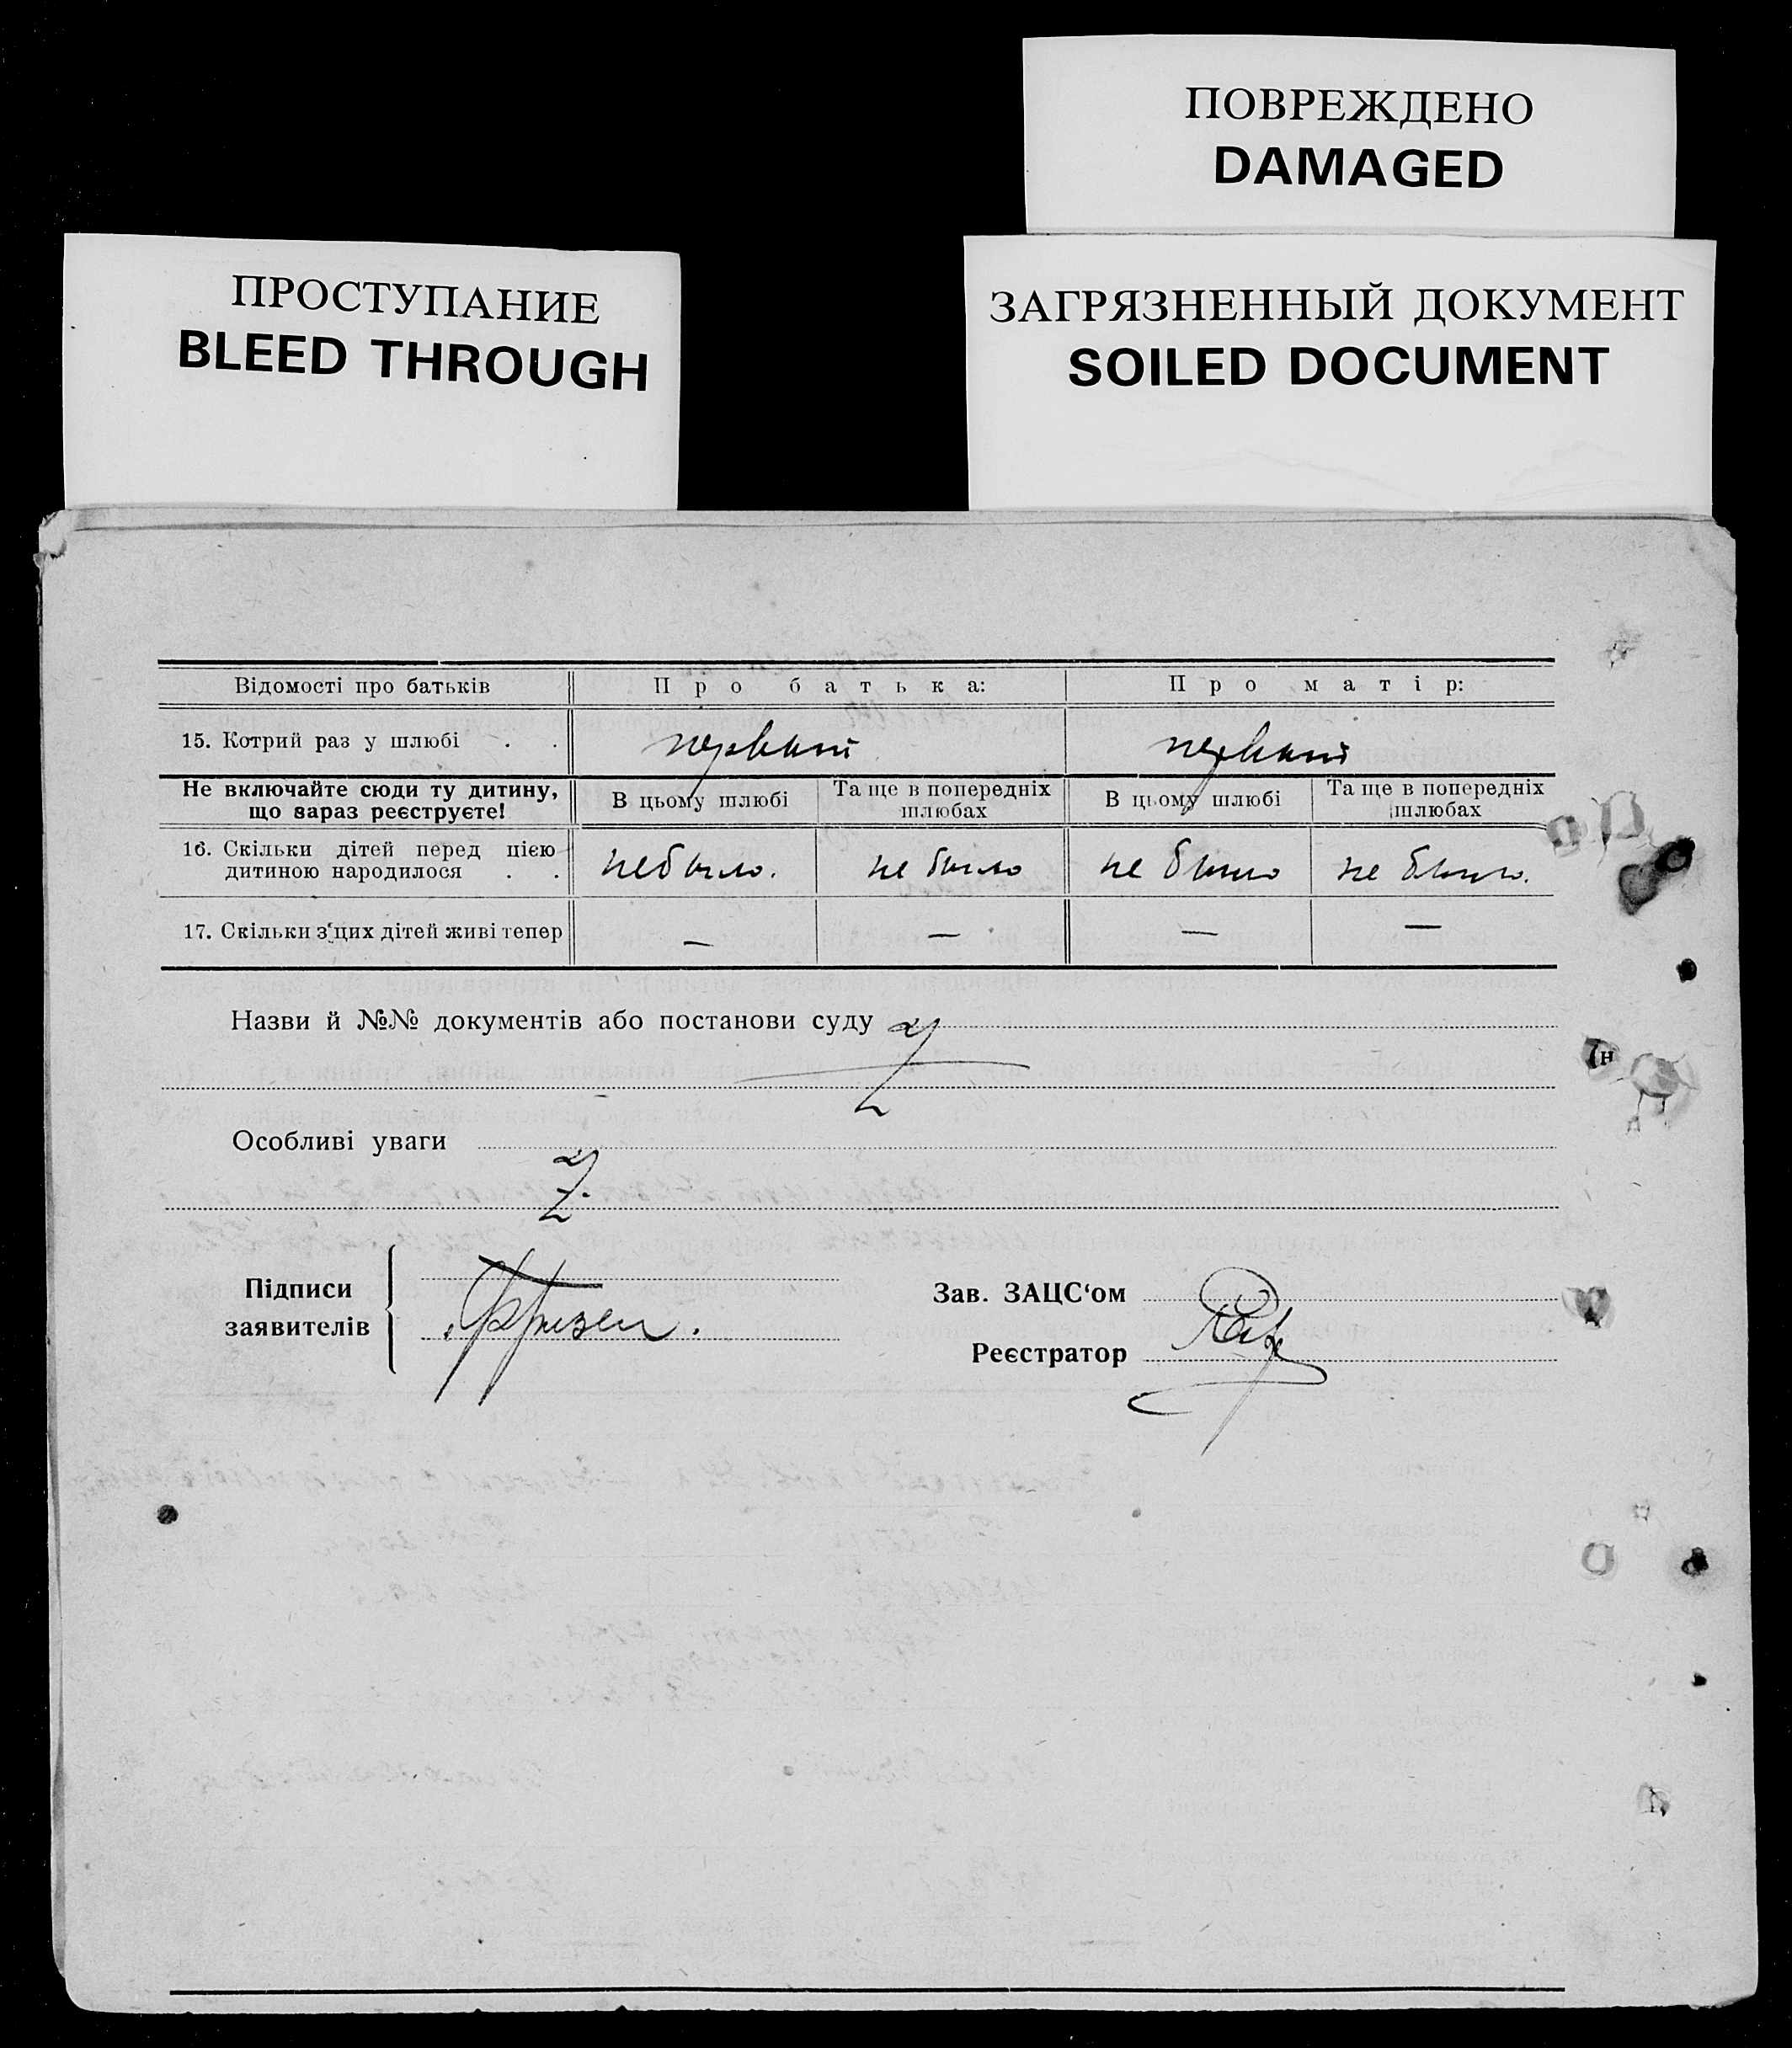 ПОВРЕЖДЕНО
DAMAGED
ПРОСТУПАНИЕ
BLEED THROUGH
ЗАГРЯЗНЕННЫЙ ДОКУМЕНТ
SOILED DOCUMENT
Відомості про батьків Про батька: Про матір:
15. Котрий раз у шлюбі . . первый первый
Не включайте сюди ту дитину, що зараз реєструєте! В цьому шлюбі Та ще в попередніх шлюбах В цьому шлюбі Та ще в попередніх шлюбах
16. Скільки дітей перед цією дитиною народилося . . не было. не было не было не было.
17. Скільки з цих дітей живі тепер — — — —
Назви й №№ документів або постанови суду
Особливі уваги
Підписи заявителів
Фризен.
Зав. ЗАЦС‘ом
Реєстратор